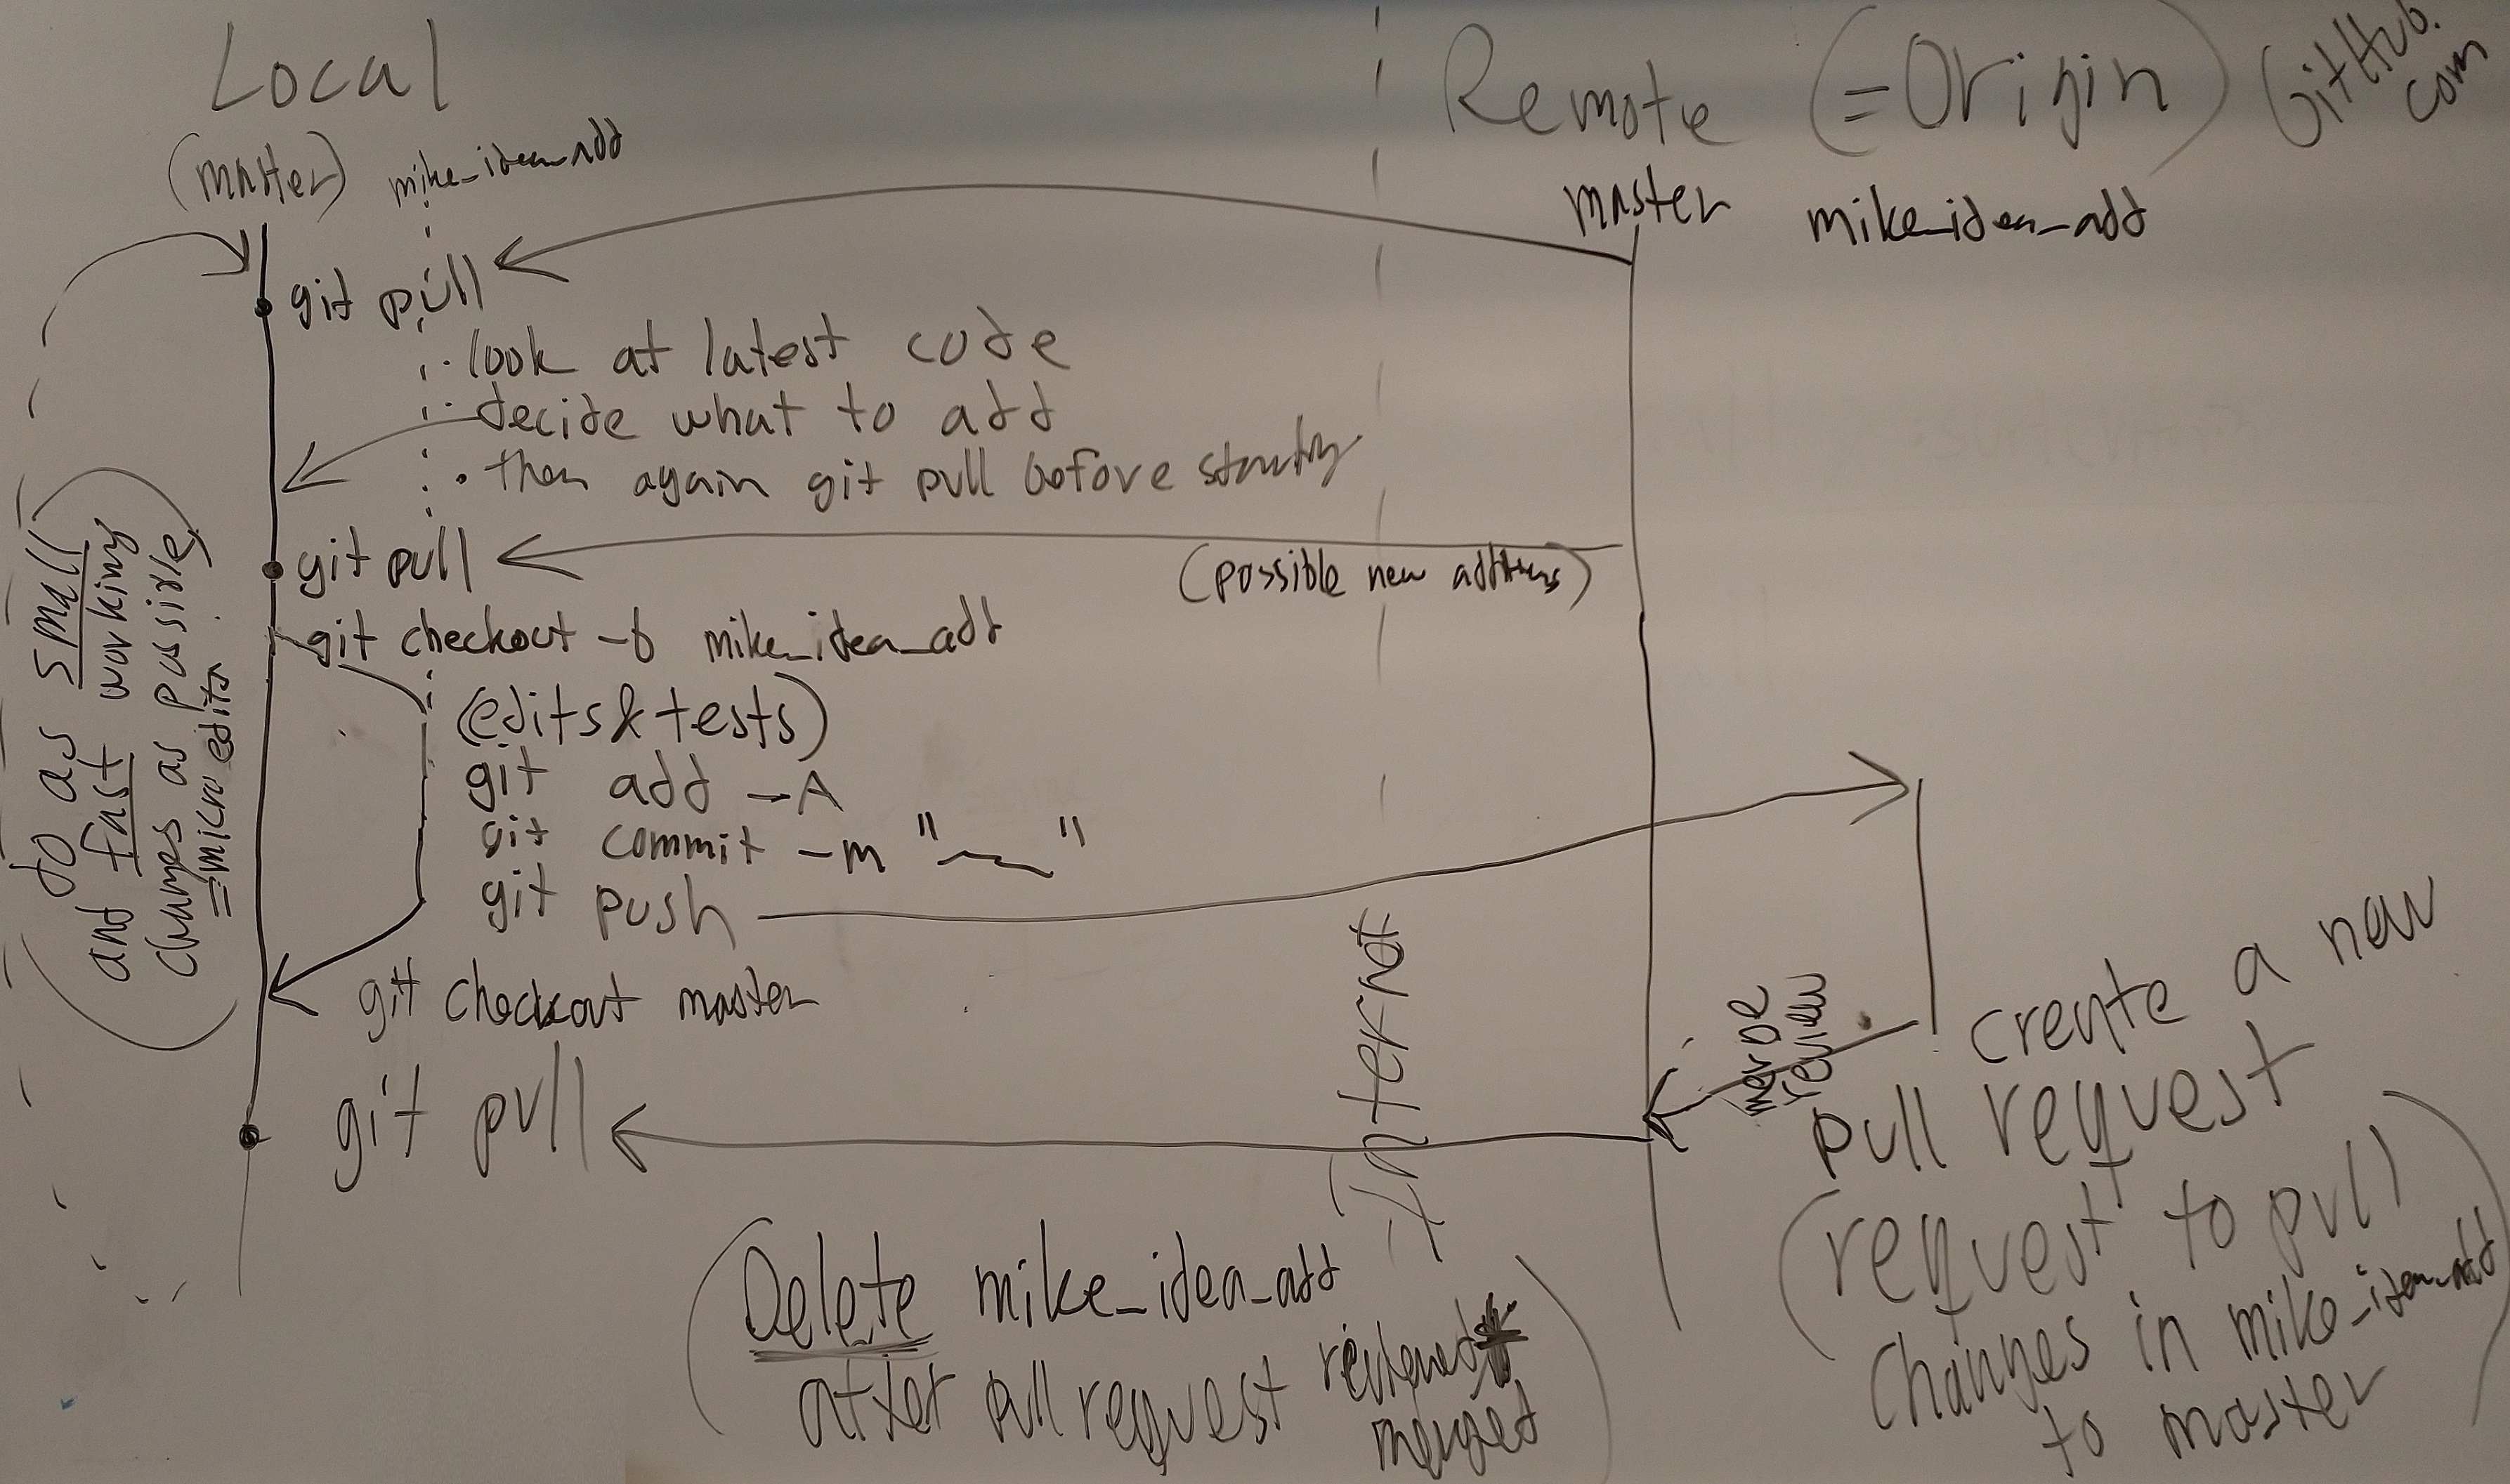 Local
Remote (=Origin)
GitHub.
com
(master) mike_idea_add
master mike_idea_add
git pull
· look at latest code
· decide what to add
· then again git pull before
git pull
(possible new additions)
git checkout -b mike_idea_add
(edits & tests)
git add -A
git commit -m " "
git push
git checkout master
git pull
do as small
and fast working
changes as possible
=micro edits
Internet
merge
review
create a new
pull request
(request to pull
changes in mike_idea_add
to master)
(Delete mike_idea_add
after pull request reviewed &
merged)